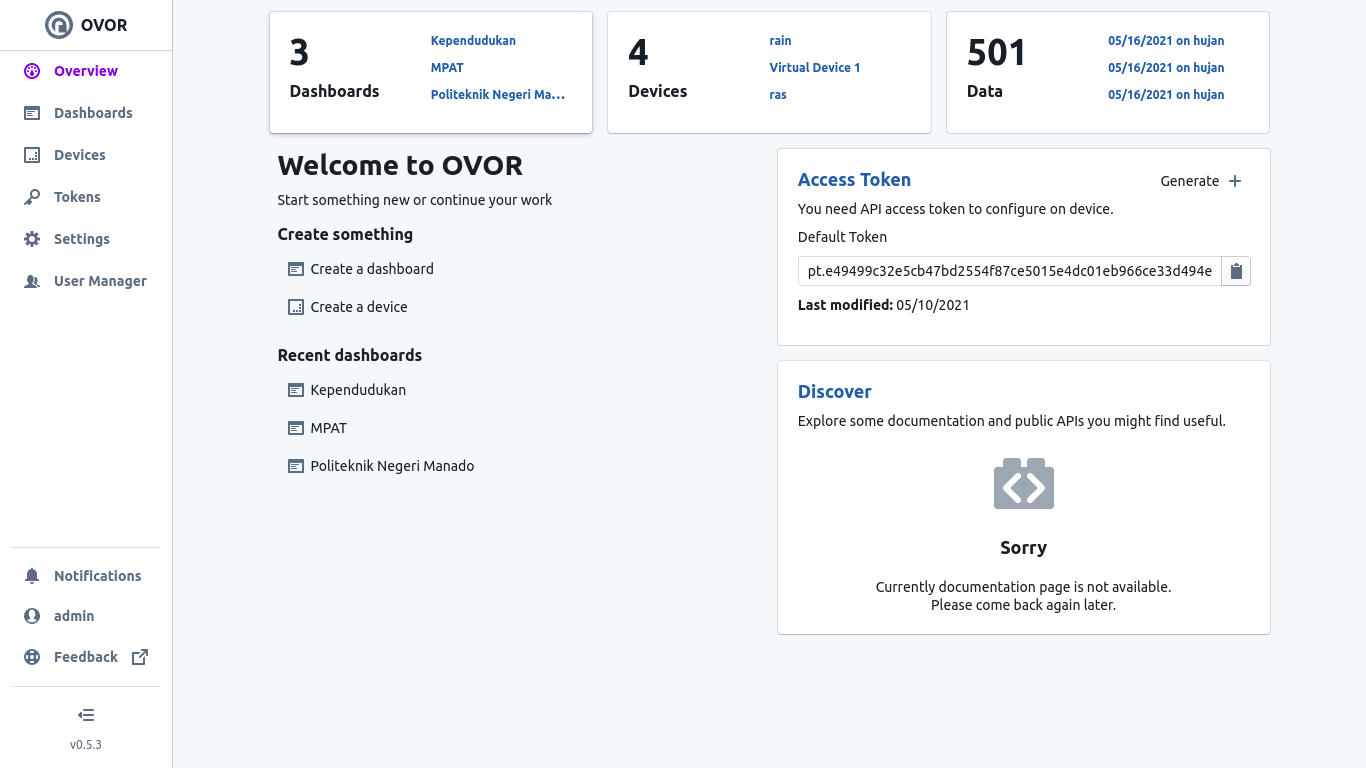 OVOR
Overview
Dashboards
Devices
Tokens
Settings
User Manager
Notifications
admin
Feedback
v0.5.3
3
Dashboards
Kependudukan
MPAT
Politeknik Negeri Ma...
4
Devices
rain
Virtual Device 1
ras
501
Data
05/16/2021 on hujan
05/16/2021 on hujan
05/16/2021 on hujan
Welcome to OVOR
Start something new or continue your work
Create something
Create a dashboard
Create a device
Recent dashboards
Kependudukan
MPAT
Politeknik Negeri Manado
Access Token
Generate
You need API access token to configure on device.
Default Token
pt.e49499c32e5cb47bd2554f87ce5015e4dc01eb966ce33d494e
Last modified: 05/10/2021
Discover
Explore some documentation and public APIs you might find useful.
Sorry
Currently documentation page is not available.
Please come back again later.